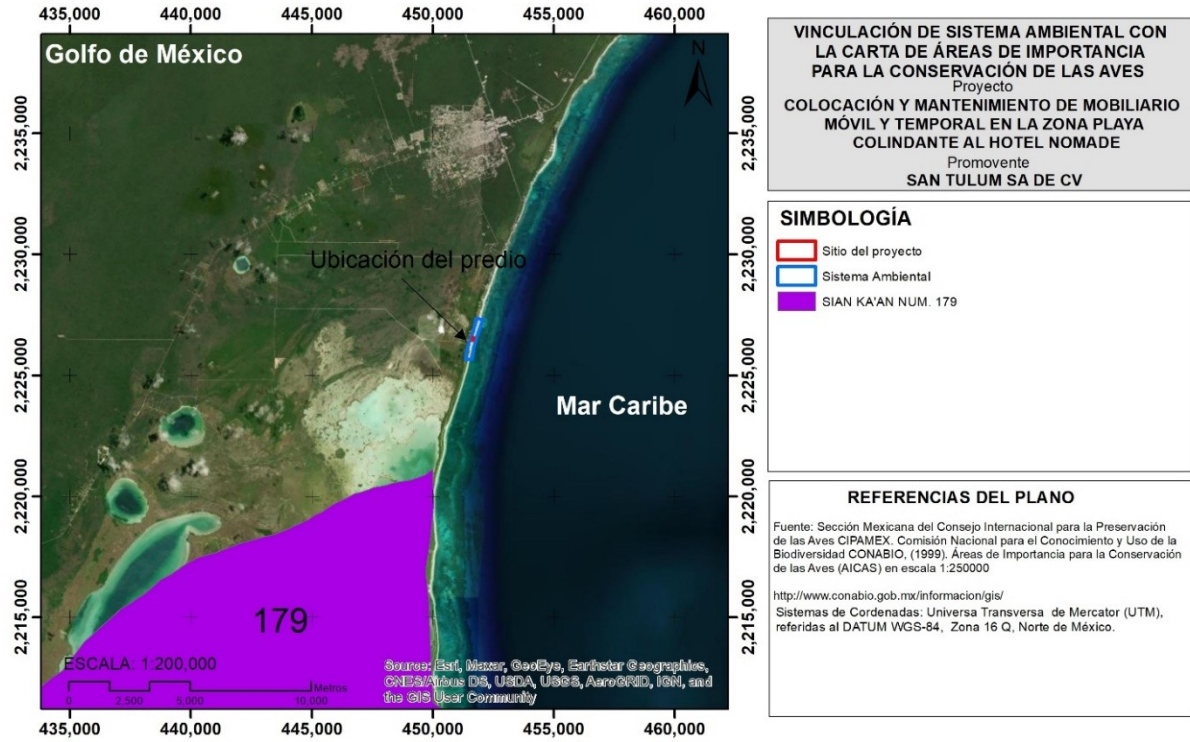 435,000 440,000 445,000 450,000 455,000 460,000
Golfo de México
N
2,235,000
2,235,000
2,230,000
2,230,000
Ubicación del predio
2,225,000
2,225,000
Mar Caribe
2,220,000
2,220,000
179
2,215,000
2,215,000
ESCALA: 1:200,000
0 2,500 5,000 10,000
Metros
Source: Esri, Maxar, GeoEye, Earthstar Geographics,
CNES/Airbus DS, USDA, USGS, AeroGRID, IGN, and
the GIS User Community
435,000 440,000 445,000 450,000 455,000 460,000
VINCULACIÓN DE SISTEMA AMBIENTAL CON
LA CARTA DE ÁREAS DE IMPORTANCIA
PARA LA CONSERVACIÓN DE LAS AVES
Proyecto
COLOCACIÓN Y MANTENIMIENTO DE MOBILIARIO
MÓVIL Y TEMPORAL EN LA ZONA PLAYA
COLINDANTE AL HOTEL NOMADE
Promovente
SAN TULUM SA DE CV
SIMBOLOGÍA
Sitio del proyecto
Sistema Ambiental
SIAN KA'AN NUM. 179
REFERENCIAS DEL PLANO
Fuente: Sección Mexicana del Consejo Internacional para la Preservación
de las Aves CIPAMEX. Comisión Nacional para el Conocimiento y Uso de la
Biodiversidad CONABIO, (1999). Áreas de Importancia para la Conservación
de las Aves (AICAS) en escala 1:250000
http://www.conabio.gob.mx/informacion/gis/
Sistemas de Cordenadas: Universa Transversa de Mercator (UTM),
referidas al DATUM WGS-84, Zona 16 Q, Norte de México.